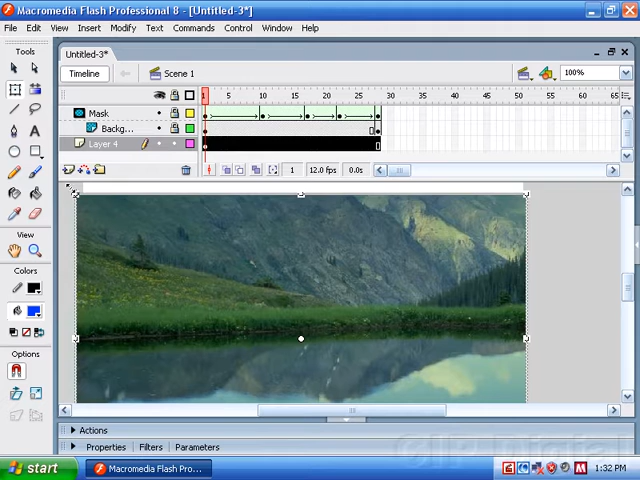 Macromedia Flash Professional 8 - [Untitled-3*]
File Edit View Insert Modify Text Commands Control Window Help
Tools
Untitled-3*
Timeline Scene 1 100%
1 5 10 15 20 25 30 35 40 45 50 55 60 65
Mask
Backg...
Layer 4
1 12.0 fps 0.0s
View
Colors
Options
Actions
Properties Filters Parameters
start Macromedia Flash Pro... 1:32 PM